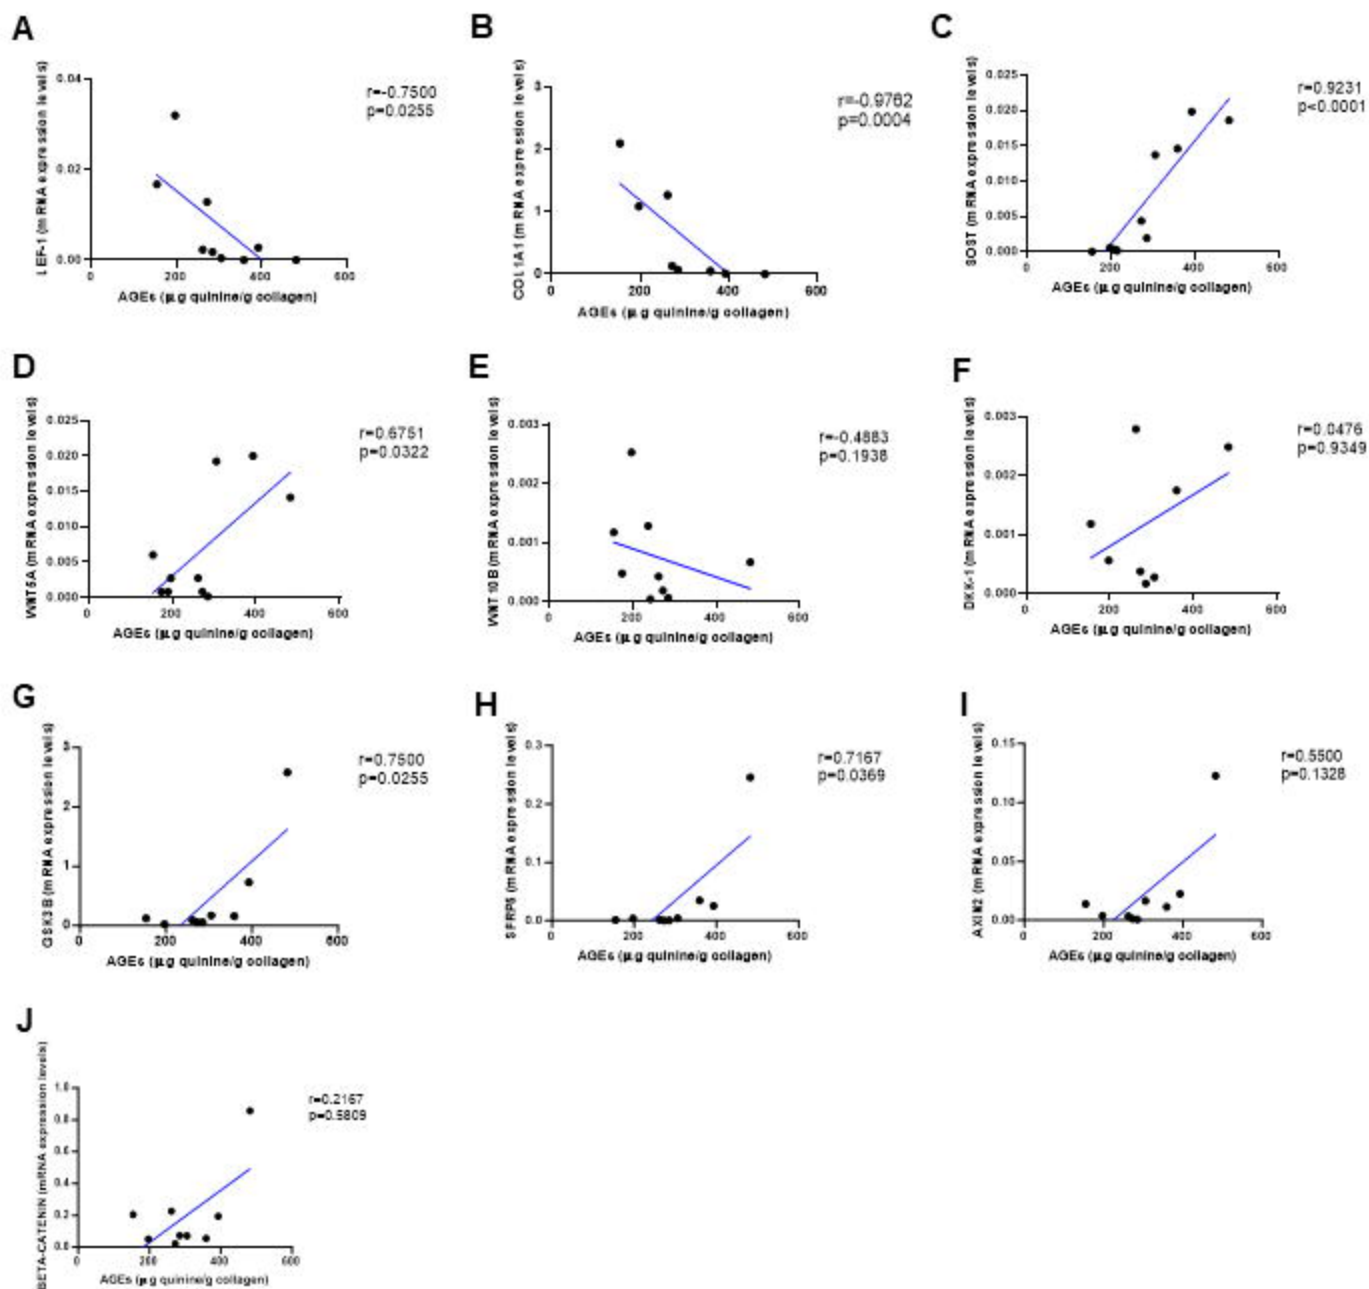 A
LEF-1 (mRNA expression levels)
0.04
0.02
0.00
0
200
400
600
AGEs (µg quinine/g collagen)
r=-0.7500
p=0.0255
B
COL1A1 (mRNA expression levels)
3
2
1
0
0
200
400
600
AGEs (µg quinine/g collagen)
r=-0.9762
p=0.0004
C
SOST (mRNA expression levels)
0.025
0.020
0.015
0.010
0.005
0.000
0
200
400
600
AGEs (µg quinine/g collagen)
r=0.9231
p<0.0001
D
WNT5A (mRNA expression levels)
0.025
0.020
0.015
0.010
0.005
0.000
0
200
400
600
AGEs (µg quinine/g collagen)
r=0.6751
p=0.0322
E
WNT10B (mRNA expression levels)
0.003
0.002
0.001
0.000
0
200
400
600
AGEs (µg quinine/g collagen)
r=-0.4883
p=0.1938
F
DKK-1 (mRNA expression levels)
0.003
0.002
0.001
0.000
0
200
400
600
AGEs (µg quinine/g collagen)
r=0.0476
p=0.9349
G
GSK3B (mRNA expression levels)
3
2
1
0
0
200
400
600
AGEs (µg quinine/g collagen)
r=0.7500
p=0.0255
H
SFRP5 (mRNA expression levels)
0.3
0.2
0.1
0.0
0
200
400
600
AGEs (µg quinine/g collagen)
r=0.7167
p=0.0369
I
AXIN2 (mRNA expression levels)
0.15
0.10
0.05
0.00
0
200
400
600
AGEs (µg quinine/g collagen)
r=0.5500
p=0.1328
J
BETA-CATENIN (mRNA expression levels)
1.0
0.8
0.6
0.4
0.2
0.0
0
200
400
600
AGEs (µg quinine/g collagen)
r=0.2167
p=0.5809